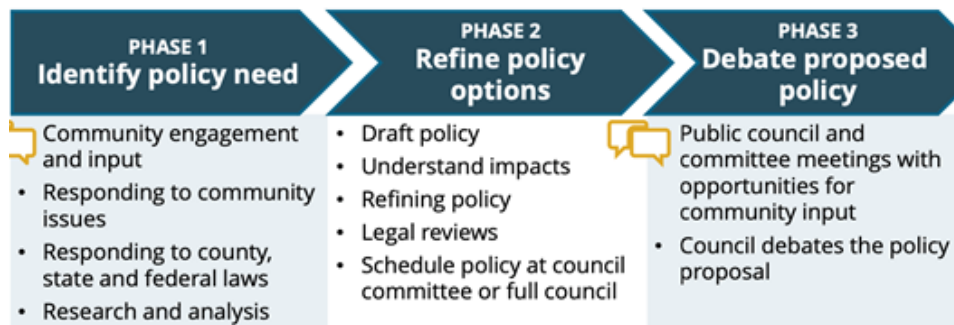 PHASE 1
Identify policy need
Community engagement
and input
• Responding to community
issues
• Responding to county,
state and federal laws
• Research and analysis
PHASE 2
Refine policy
options
• Draft policy
• Understand impacts
• Refining policy
• Legal reviews
• Schedule policy at council
committee or full council
PHASE 3
Debate proposed
policy
Public council and
committee meetings with
opportunities for
community input
• Council debates the policy
proposal